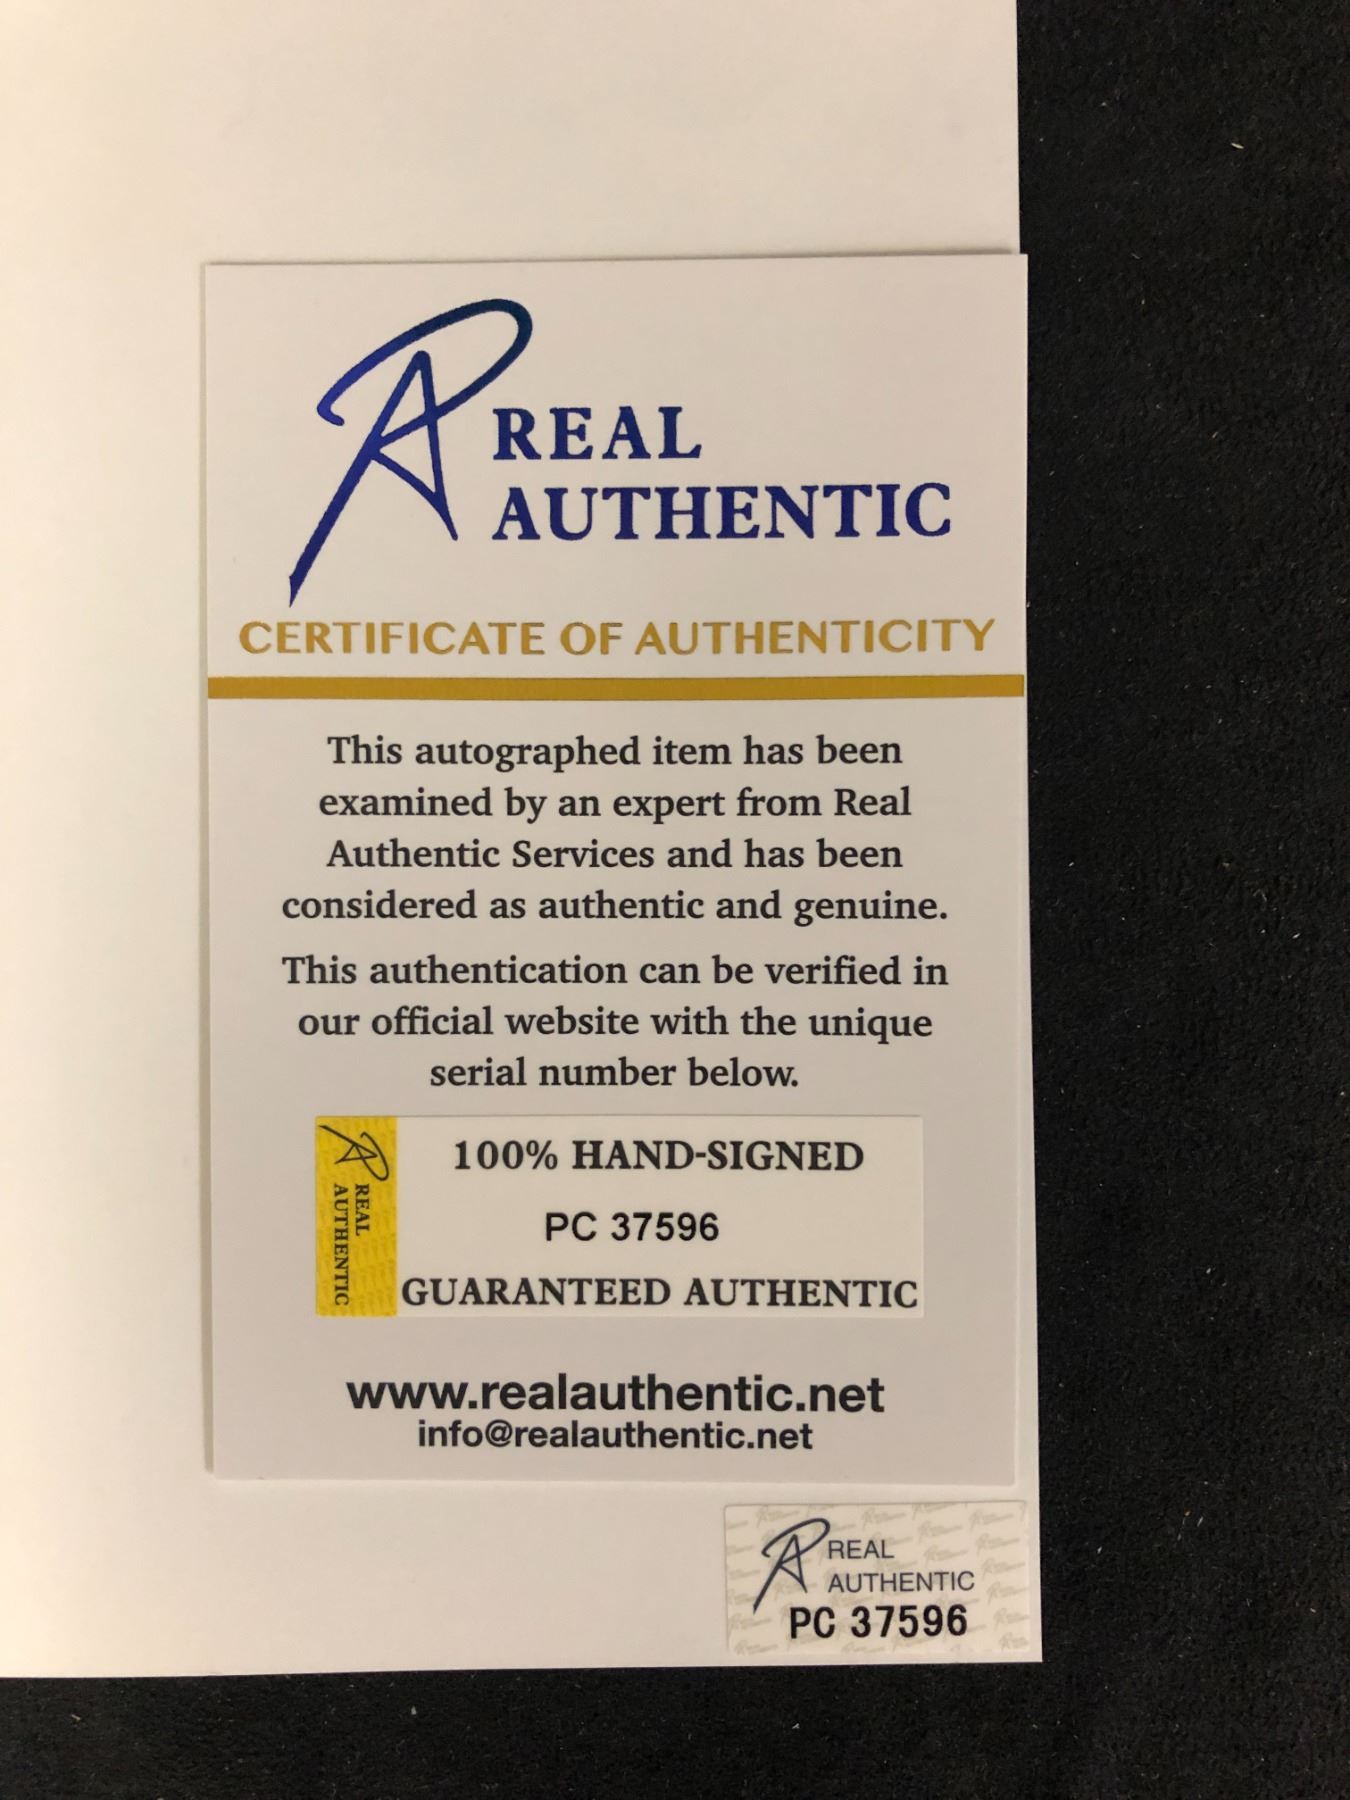 REAL
AUTHENTIC
CERTIFICATE OF AUTHENTICITY
This autographed item has been
examined by an expert from Real
Authentic Services and has been
considered as authentic and genuine.
This authentication can be verified in
our official website with the unique
serial number below.
REAL
AUTHENTIC
100% HAND-SIGNED
PC 37596
GUARANTEED AUTHENTIC
www.realauthentic.net
info@realauthentic.net
REAL
AUTHENTIC
PC 37596